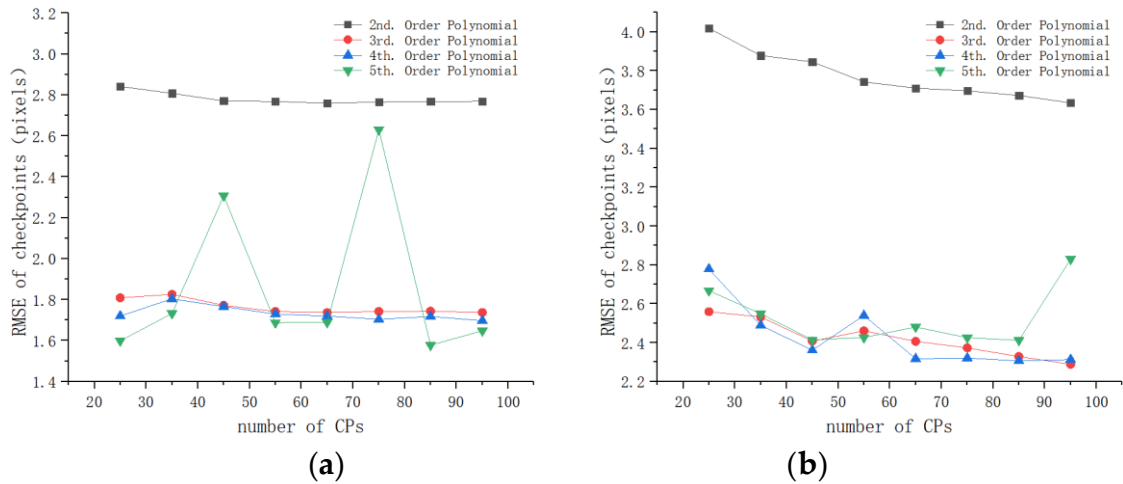 3.2
3.0
2.8
2.6
2.4
2.2
2.0
1.8
1.6
1.4
RMSE of checkpoints (pixels)
2nd. Order Polynomial
3rd. Order Polynomial
4th. Order Polynomial
5th. Order Polynomial
20 30 40 50 60 70 80 90 100
number of CPs
(a)
4.0
3.8
3.6
3.4
3.2
3.0
2.8
2.6
2.4
2.2
RMSE of checkpoints (pixels)
2nd. Order Polynomial
3rd. Order Polynomial
4th. Order Polynomial
5th. Order Polynomial
20 30 40 50 60 70 80 90 100
number of CPs
(b)